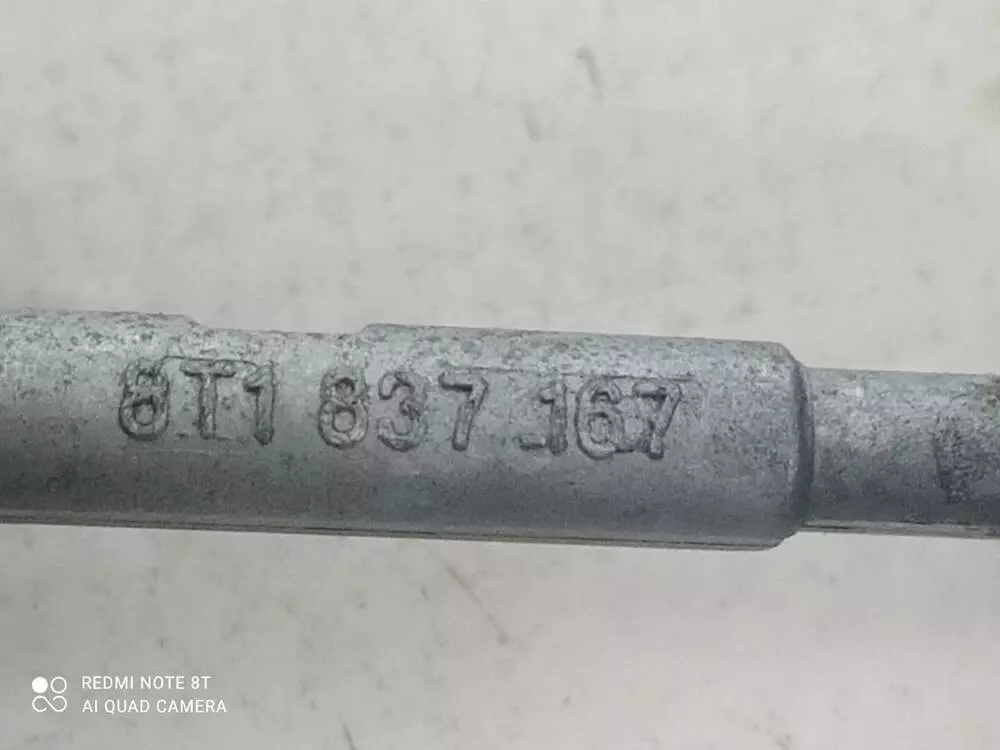 8T1 837 167
REDMI NOTE 8T
AI QUAD CAMERA